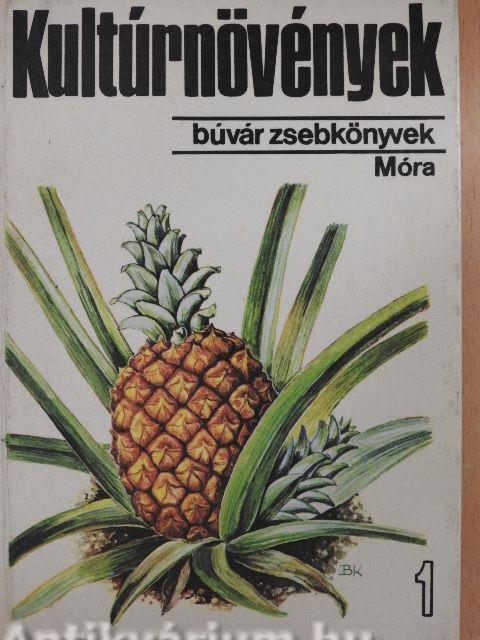 Kultúrnövények
búvár zsebkönyvek
Móra
BK
1
Antikvárium.hu